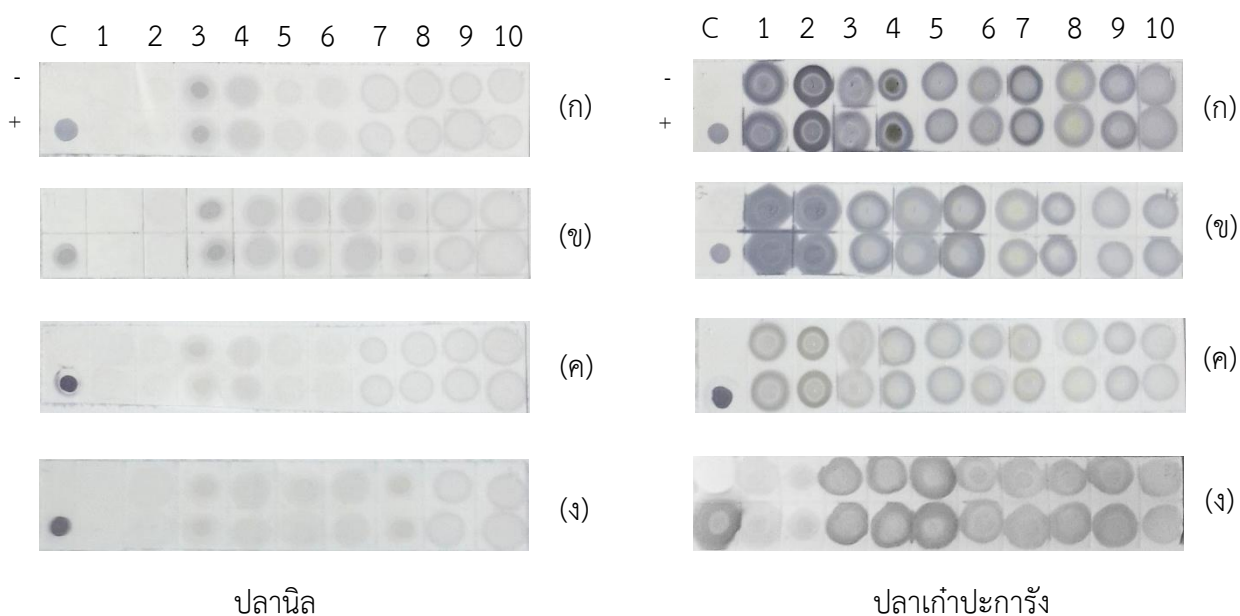 C 1 2 3 4 5 6 7 8 9 10
-
+
(ก)
(ข)
(ค)
(ง)
ปลานิล
C 1 2 3 4 5 6 7 8 9 10
-
+
(ก)
(ข)
(ค)
(ง)
ปลาเก๋าปะการัง